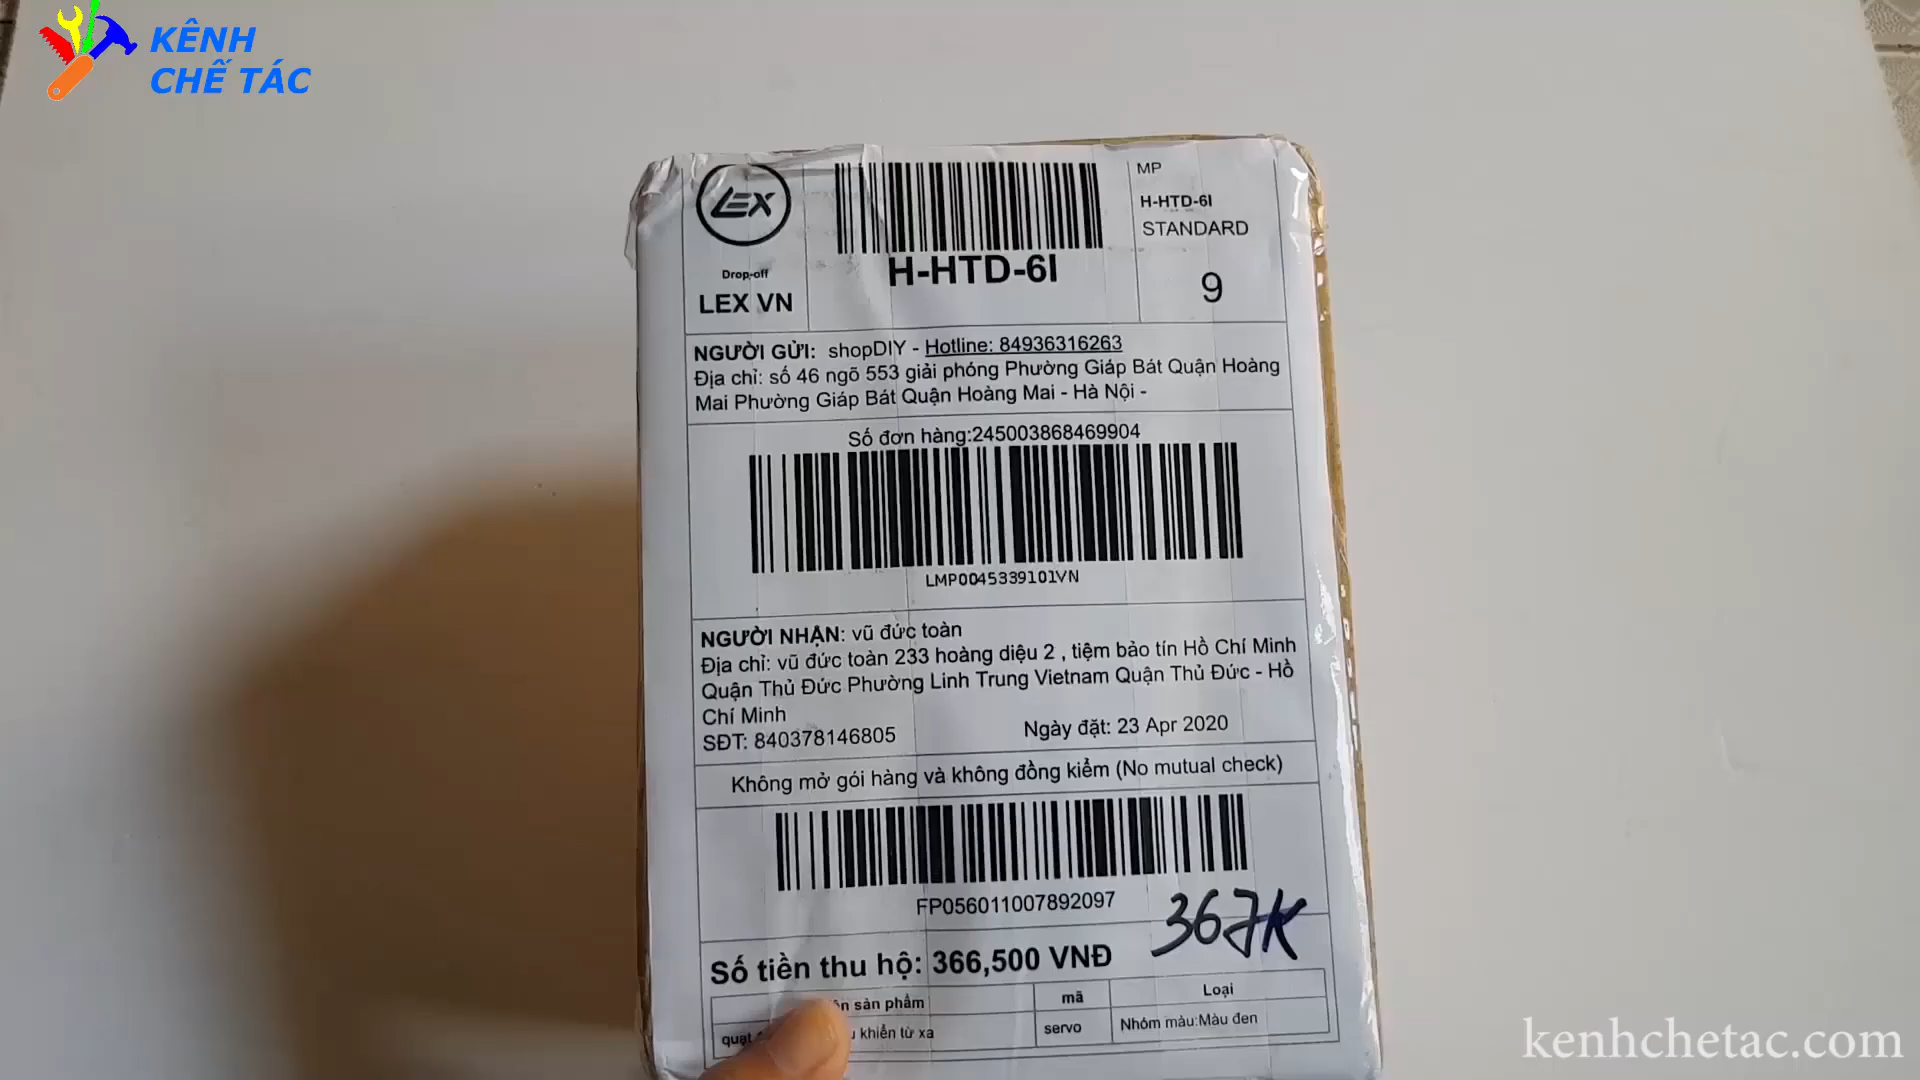 KÊNH
CHẾ TÁC
LEX
Drop-off
LEX VN
H-HTD-6I
MP
H-HTD-6I
STANDARD
9
NGƯỜI GỬI: shopDIY - Hotline: 84936316263
Địa chỉ: số 46 ngõ 553 giải phóng Phường Giáp Bát Quận Hoàng
Mai Phường Giáp Bát Quận Hoàng Mai - Hà Nội -
Số đơn hàng:245003868469904
LMP0045339101VN
NGƯỜI NHẬN: vũ đức toàn
Địa chỉ: vũ đức toàn 233 hoàng diệu 2 , tiệm bảo tín Hồ Chí Minh
Quận Thủ Đức Phường Linh Trung Vietnam Quận Thủ Đức - Hồ
Chí Minh
SĐT: 840378146805 Ngày đặt: 23 Apr 2020
Không mở gói hàng và không đồng kiểm (No mutual check)
FP056011007892097
367K
Số tiền thu hộ: 366,500 VNĐ
sản phẩm mã Loại
quạt khiển từ xa servo Nhóm màu:Màu đen
kenhchetac.com